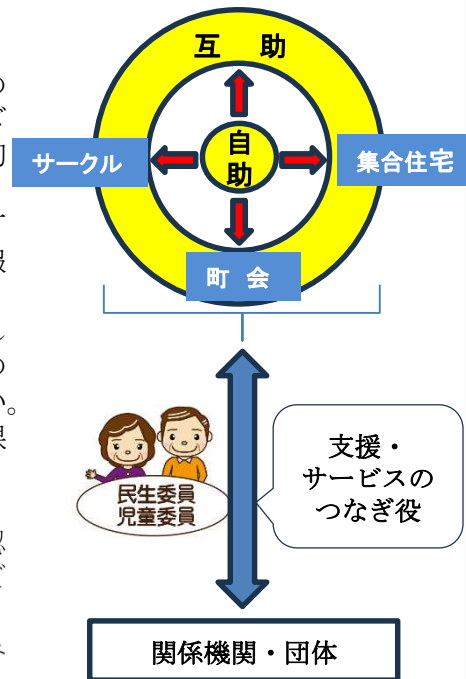 互 助
自
助
サークル
集合住宅
町 会
民生委員
児童委員
支援・
サービスの
つなぎ役
関係機関・団体